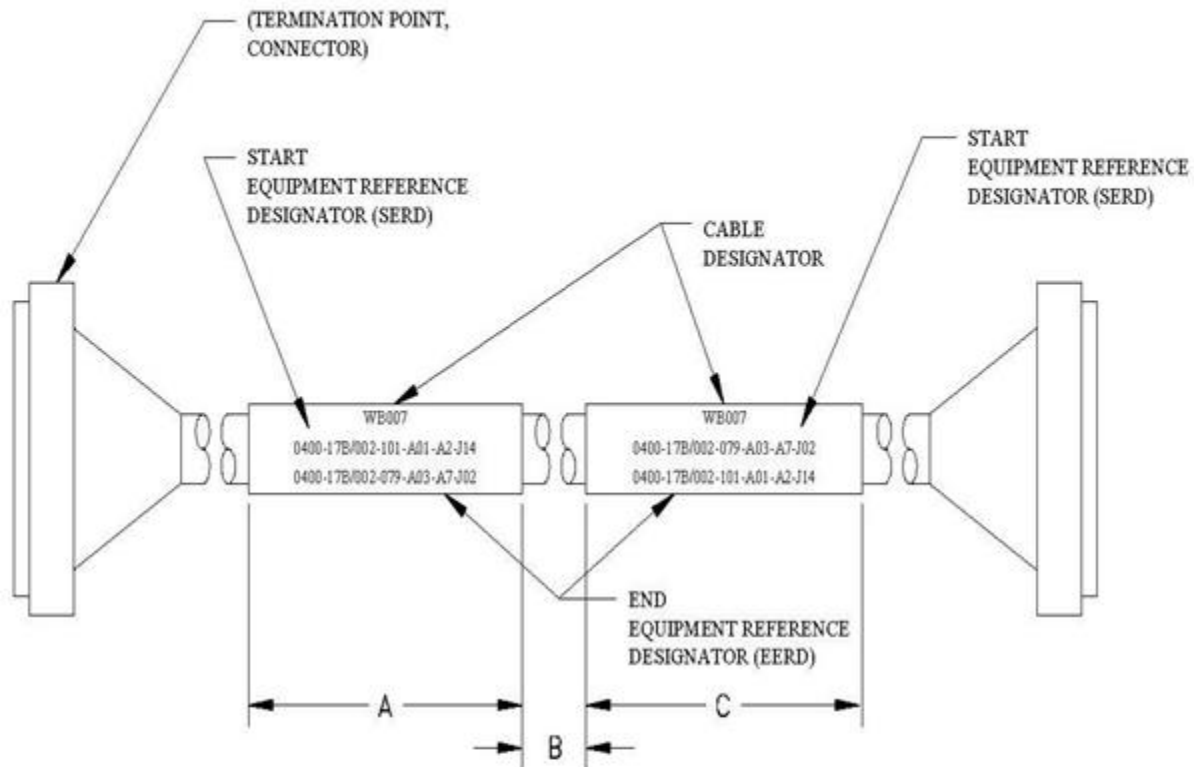 (TERMINATION POINT,
CONNECTOR)
START
EQUIPMENT REFERENCE
DESIGNATOR (SERD)
START
EQUIPMENT REFERENCE
DESIGNATOR (SERD)
CABLE
DESIGNATOR
WB007
0400-17B/002-101-A01-A2-J14
0400-17B/002-079-A03-A7-J02
WB007
0400-17B/002-079-A03-A7-J02
0400-17B/002-101-A01-A2-J14
END
EQUIPMENT REFERENCE
DESIGNATOR (EERD)
A
B
C